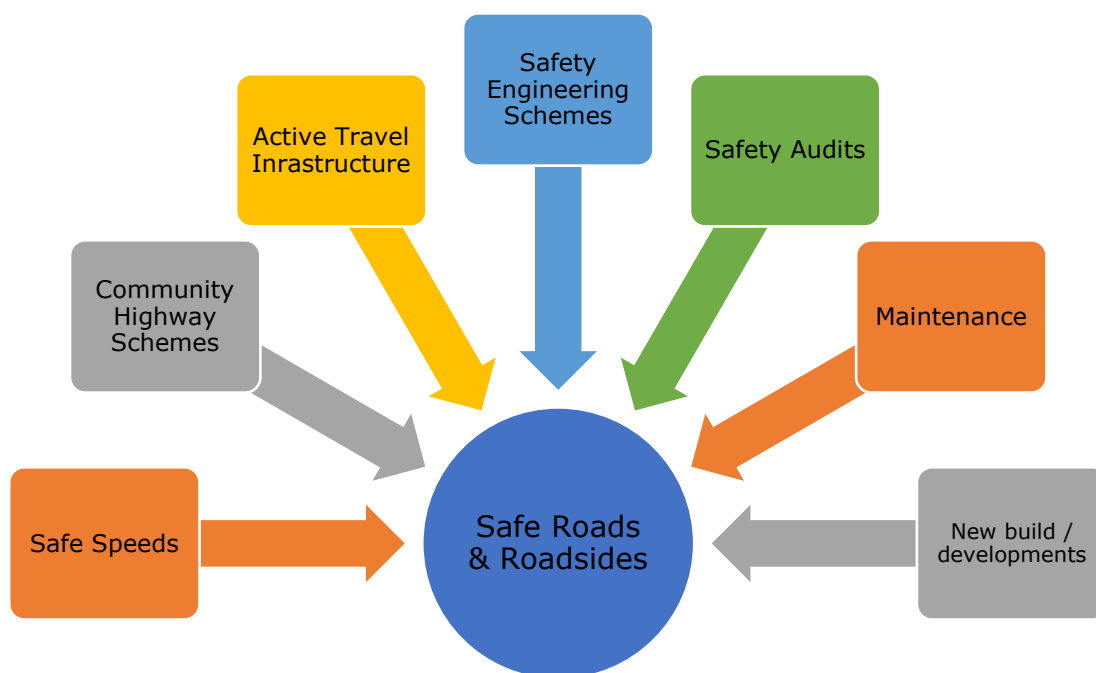 Safety
Engineering
Schemes
Active Travel
Inrastructure
Safety Audits
Community
Highway
Schemes
Maintenance
Safe Speeds
Safe Roads
& Roadsides
New build /
developments